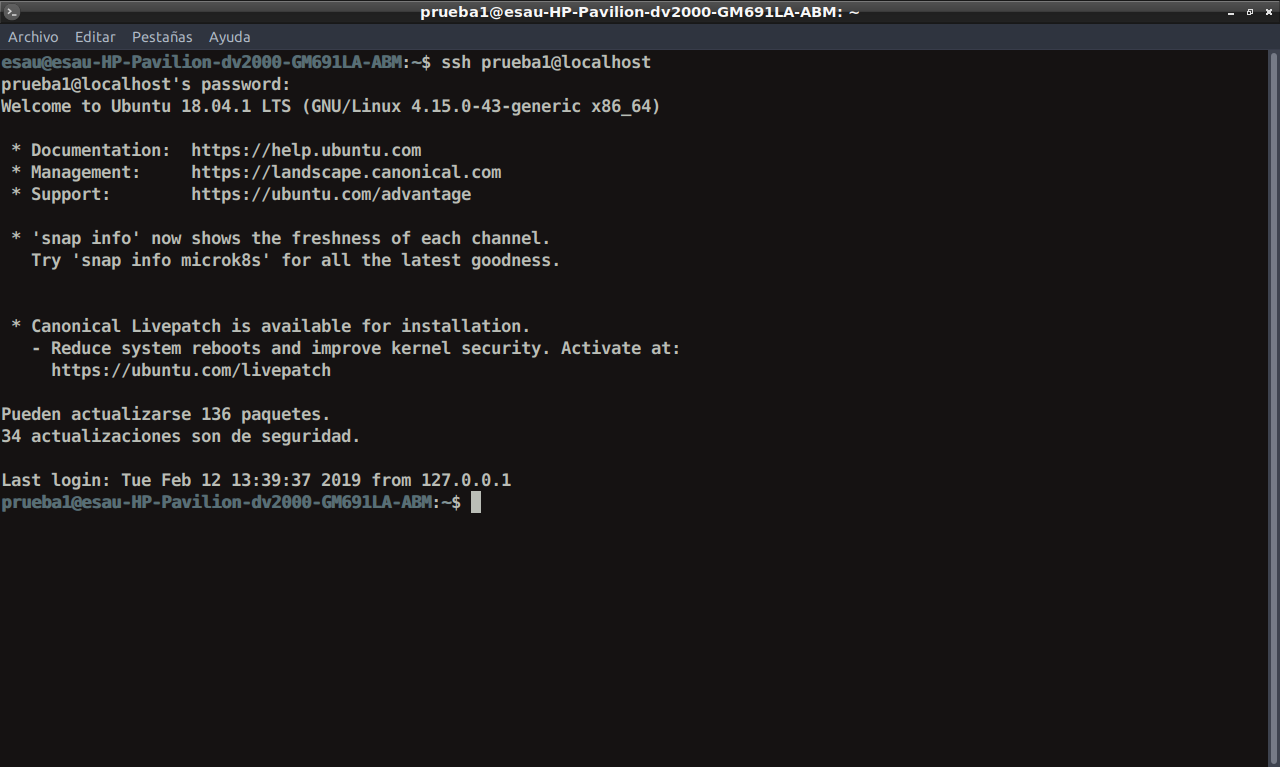 prueba1@esau-HP-Pavilion-dv2000-GM691LA-ABM: ~
Archivo Editar Pestañas Ayuda
esau@esau-HP-Pavilion-dv2000-GM691LA-ABM:~$ ssh prueba1@localhost
prueba1@localhost's password:
Welcome to Ubuntu 18.04.1 LTS (GNU/Linux 4.15.0-43-generic x86_64)

 * Documentation:  https://help.ubuntu.com
 * Management:     https://landscape.canonical.com
 * Support:        https://ubuntu.com/advantage

 * 'snap info' now shows the freshness of each channel.
   Try 'snap info microk8s' for all the latest goodness.


 * Canonical Livepatch is available for installation.
   - Reduce system reboots and improve kernel security. Activate at:
     https://ubuntu.com/livepatch

Pueden actualizarse 136 paquetes.
34 actualizaciones son de seguridad.

Last login: Tue Feb 12 13:39:37 2019 from 127.0.0.1
prueba1@esau-HP-Pavilion-dv2000-GM691LA-ABM:~$